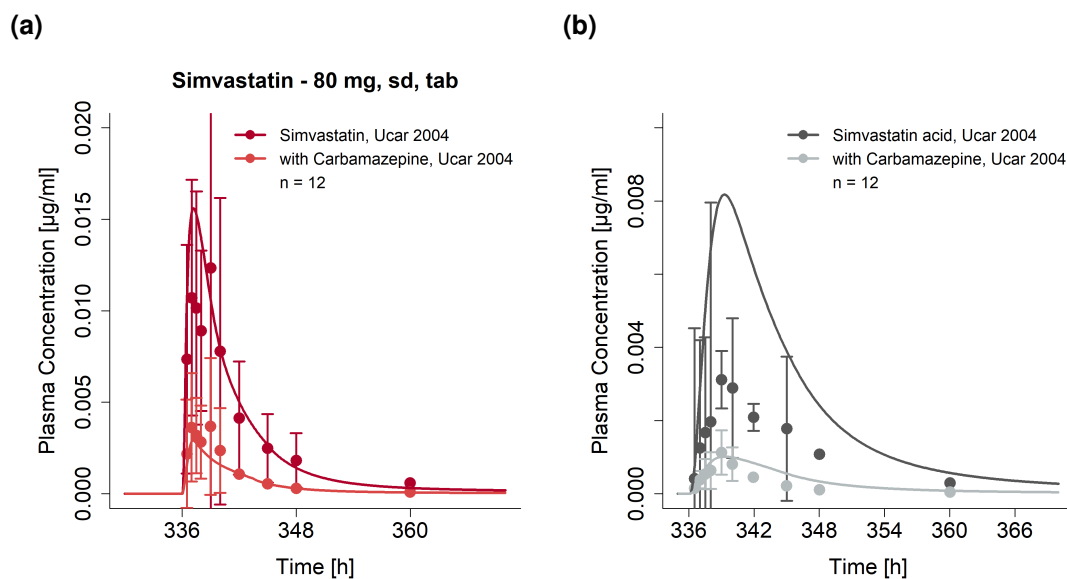 (a)
Simvastatin - 80 mg, sd, tab
Plasma Concentration [µg/ml]
0.020
0.015
0.010
0.005
0.000
Simvastatin, Ucar 2004
with Carbamazepine, Ucar 2004
n = 12
336
348
360
Time [h]
(b)
Plasma Concentration [µg/ml]
0.008
0.004
0.000
Simvastatin acid, Ucar 2004
with Carbamazepine, Ucar 2004
n = 12
336
342
348
354
360
366
Time [h]